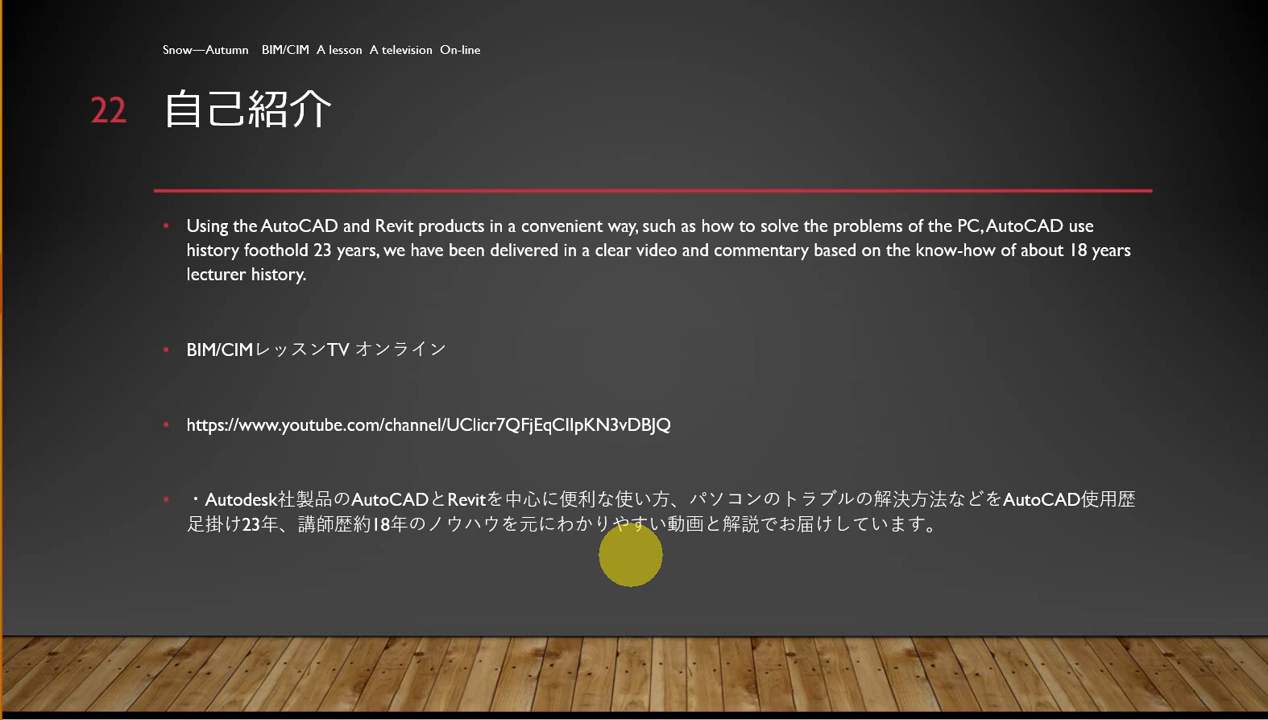 Snow—Autumn BIM/CIM A lesson A television On-line
22 自己紹介
• Using the AutoCAD and Revit products in a convenient way, such as how to solve the problems of the PC, AutoCAD use
history foothold 23 years, we have been delivered in a clear video and commentary based on the know-how of about 18 years
lecturer history.
• BIM/CIMレッスンTV オンライン
• https://www.youtube.com/channel/UClicr7QFjEqCIlpKN3vDBJQ
• ・Autodesk社製品のAutoCADとRevitを中心に便利な使い方、パソコンのトラブルの解決方法などをAutoCAD使用歴
足掛け23年、講師歴約18年のノウハウを元にわかりやすい動画と解説でお届けしています。